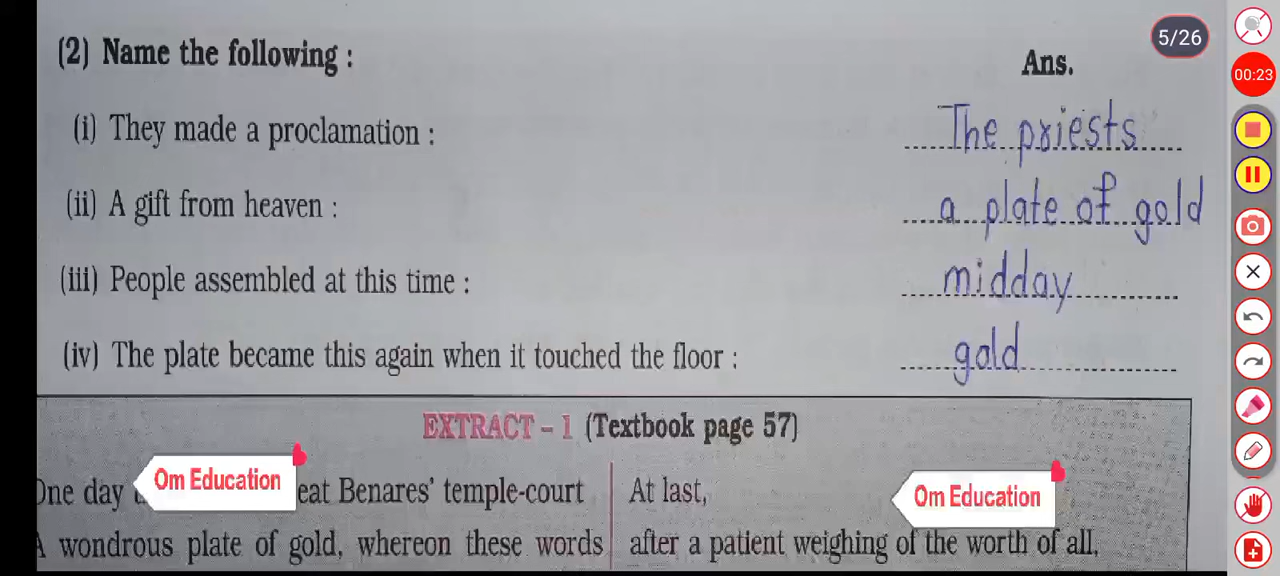 5/26
(2) Name the following :
Ans.
00:23
(i) They made a proclamation :
The priests
(ii) A gift from heaven :
a plate of gold
(iii) People assembled at this time :
midday
(iv) The plate became this again when it touched the floor :
gold
EXTRACT – 1 (Textbook page 57)
One day
Om Education
eat Benares' temple-court
A wondrous plate of gold, whereon these words
At last,
Om Education
after a patient weighing of the worth of all,